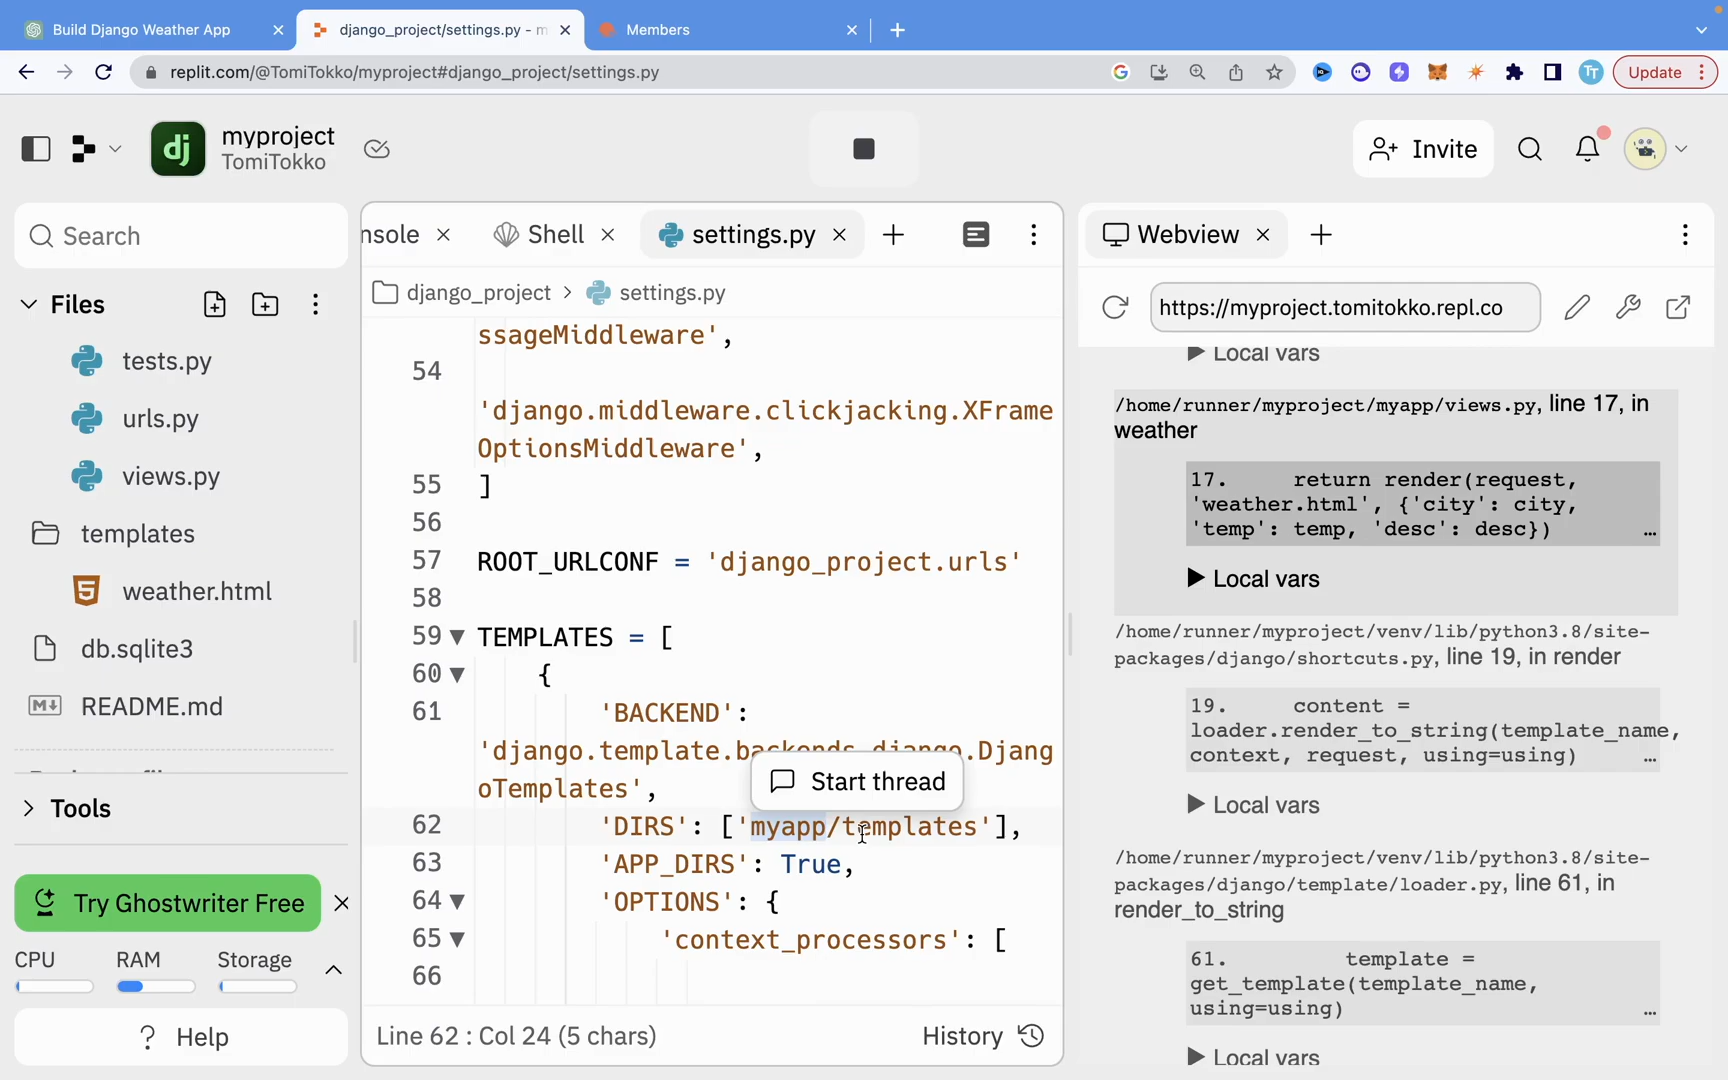 Build Django Weather App
django_project/settings.py - m
Members
replit.com/@TomiTokko/myproject#django_project/settings.py
TT
Update
dj
myproject
TomiTokko
Invite
Search
Files
tests.py
urls.py
views.py
templates
weather.html
db.sqlite3
README.md
Tools
Try Ghostwriter Free
CPU
RAM
Storage
? Help
nsole
Shell
settings.py
django_project > settings.py
ssageMiddleware',
54
'django.middleware.clickjacking.XFrame
OptionsMiddleware',
55 ]
56
57 ROOT_URLCONF = 'django_project.urls'
58
59 TEMPLATES = [
60 {
61 'BACKEND':
'django.template.backends.django.Djang
oTemplates',
Start thread
62 'DIRS': ['myapp/templates'],
63 'APP_DIRS': True,
64 'OPTIONS': {
65 'context_processors': [
66
Line 62 : Col 24 (5 chars)
History
Webview
https://myproject.tomitokko.repl.co
Local vars
/home/runner/myproject/myapp/views.py, line 17, in
weather
17. return render(request,
'weather.html', {'city': city,
'temp': temp, 'desc': desc})
…
Local vars
/home/runner/myproject/venv/lib/python3.8/site-
packages/django/shortcuts.py, line 19, in render
19. content =
loader.render_to_string(template_name,
context, request, using=using)
…
Local vars
/home/runner/myproject/venv/lib/python3.8/site-
packages/django/template/loader.py, line 61, in
render_to_string
61. template =
get_template(template_name,
using=using)
…
Local vars